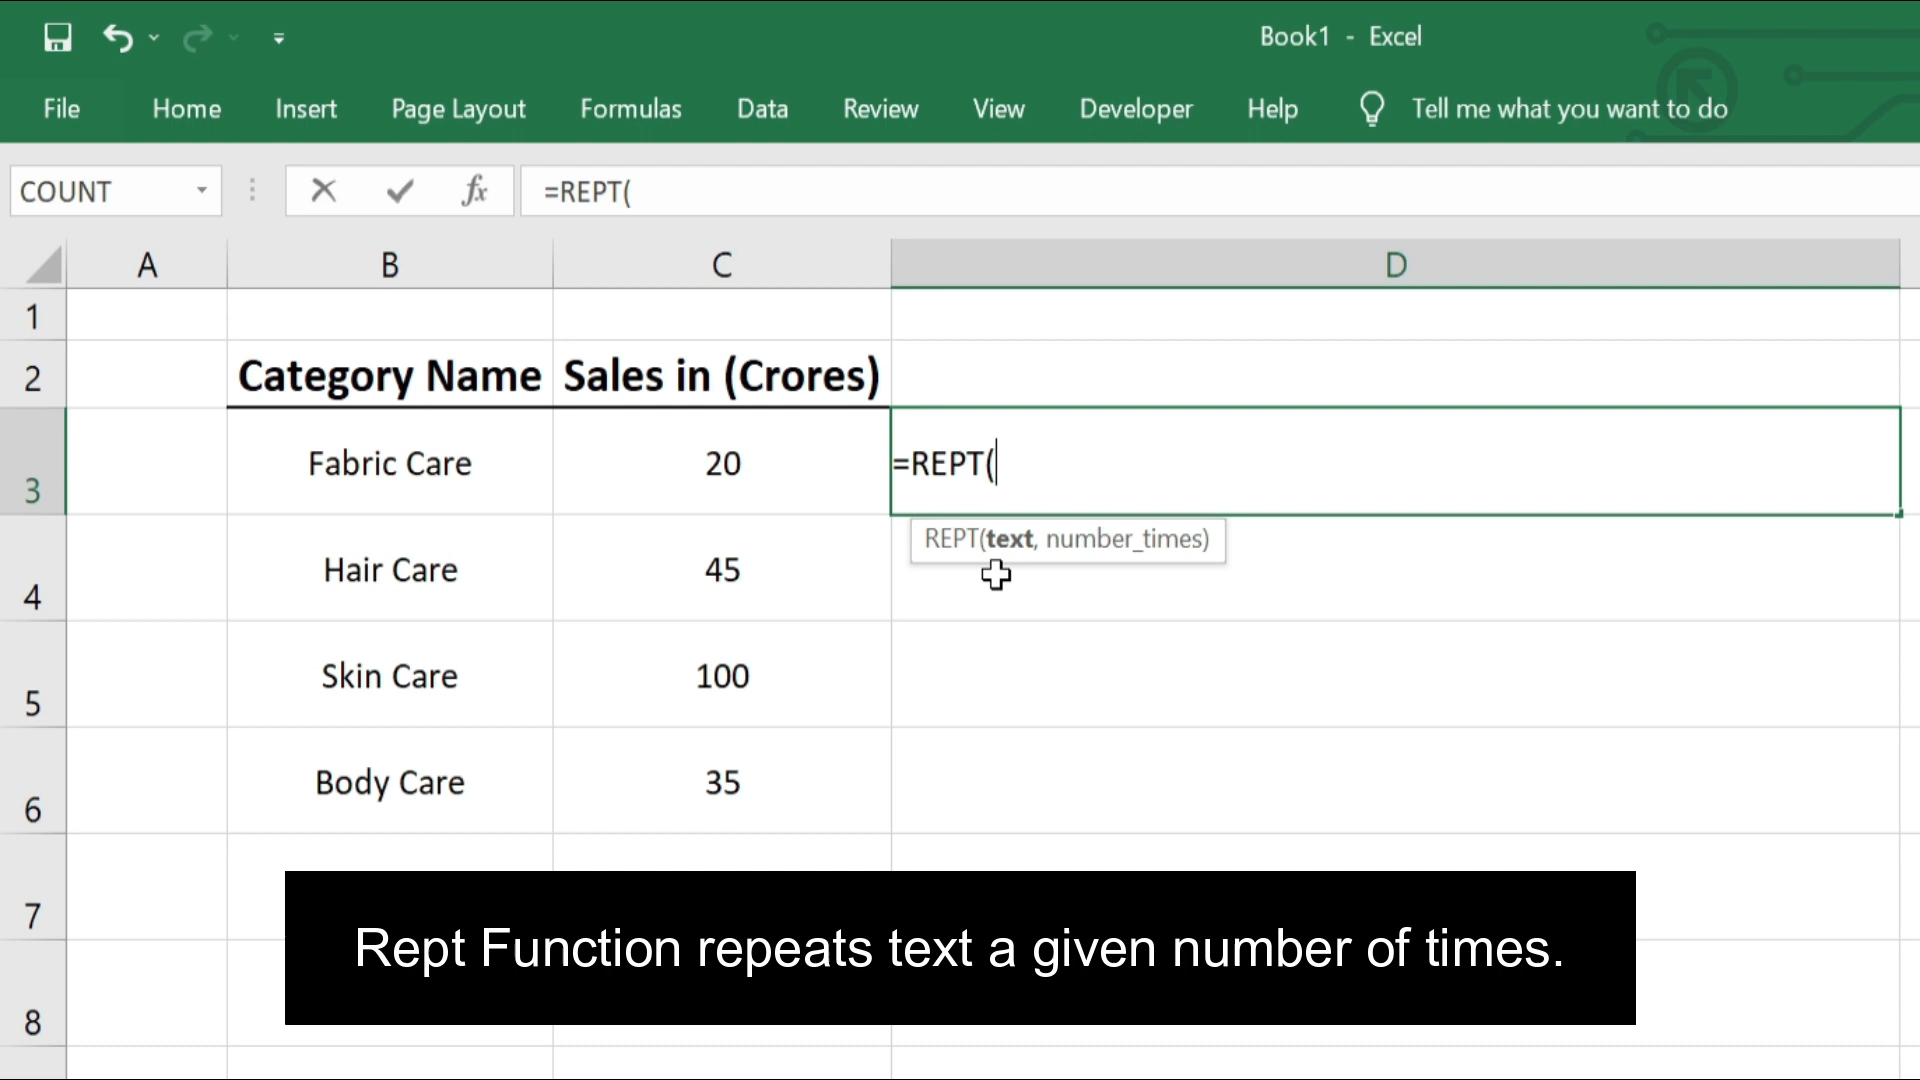 Book1 - Excel
File Home Insert Page Layout Formulas Data Review View Developer Help Tell me what you want to do
COUNT fx =REPT(
A B C D
1
2 Category Name Sales in (Crores)
3 Fabric Care 20 =REPT(
REPT(text, number_times)
4 Hair Care 45
5 Skin Care 100
6 Body Care 35
7
Rept Function repeats text a given number of times.
8